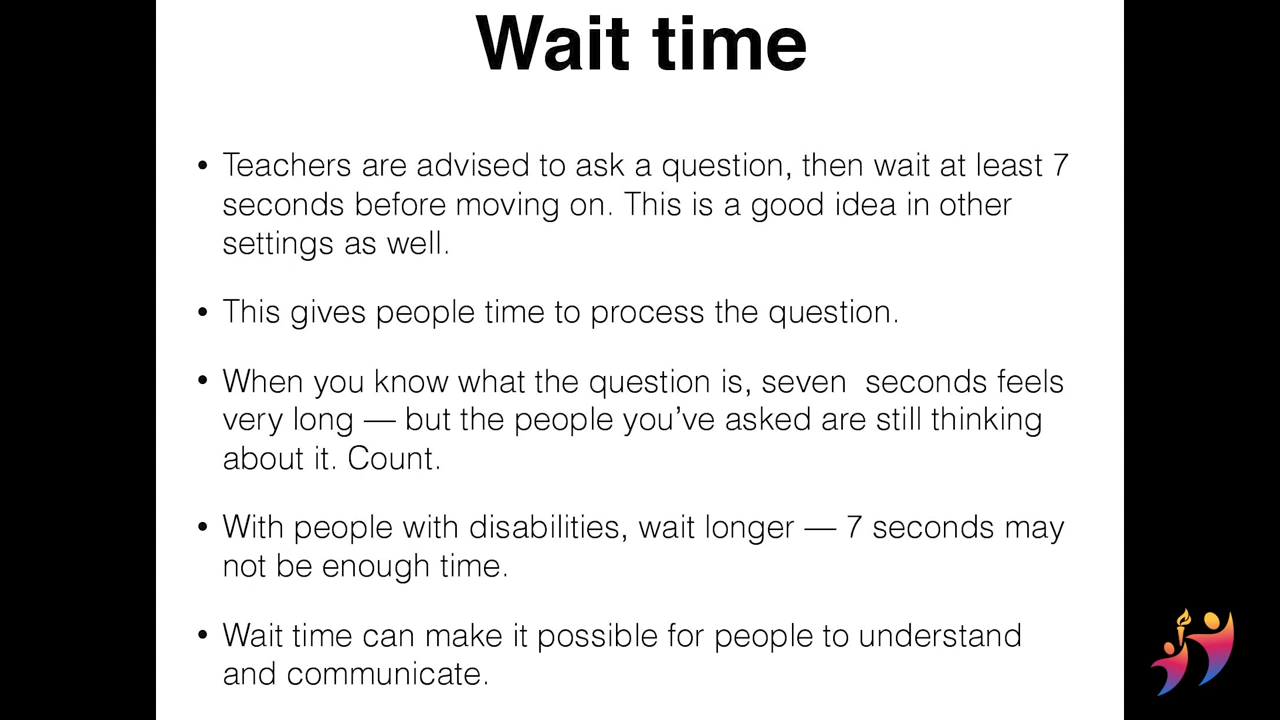 Wait time
• Teachers are advised to ask a question, then wait at least 7
seconds before moving on. This is a good idea in other
settings as well.
• This gives people time to process the question.
• When you know what the question is, seven  seconds feels
very long — but the people you’ve asked are still thinking
about it. Count.
• With people with disabilities, wait longer — 7 seconds may
not be enough time.
• Wait time can make it possible for people to understand
and communicate.